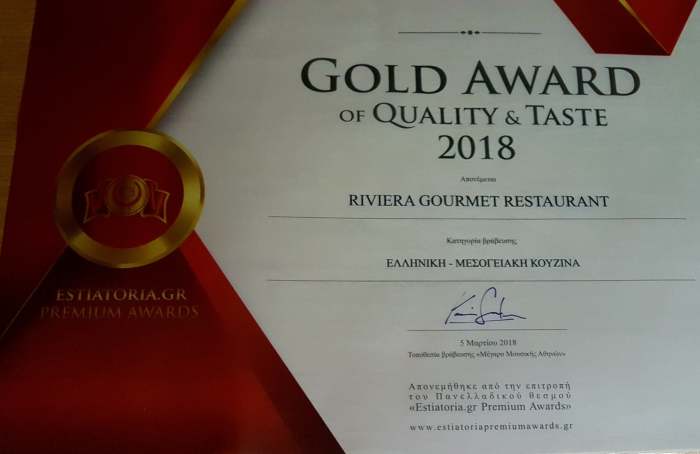 GOLD AWARD
OF QUALITY & TASTE
2018
Απονέμεται
RIVIERA GOURMET RESTAURANT
Κατηγορία βράβευσης
ΕΛΛΗΝΙΚΗ - ΜΕΣΟΓΕΙΑΚΗ ΚΟΥΖΙΝΑ
ESTIATORIA.GR
PREMIUM AWARDS
5 Μαρτίου 2018
Τοποθεσία βράβευσης «Μέγαρο Μουσικής Αθηνών»
Απονεμήθηκε από την επιτροπή
του Πανελλαδικού θεσμού
«Estiatoria.gr Premium Awards»
www.estiatoriapremiumawards.gr